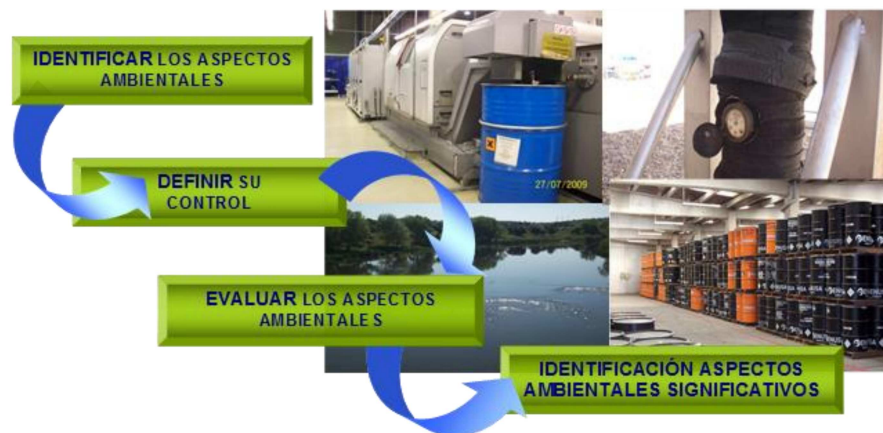 IDENTIFICAR LOS ASPECTOS
AMBIENTALES
DEFINIR SU
CONTROL
27/07/2009
EVALUAR LOS ASPECTOS
AMBIENTALES
IDENTIFICACIÓN ASPECTOS
AMBIENTALES SIGNIFICATIVOS